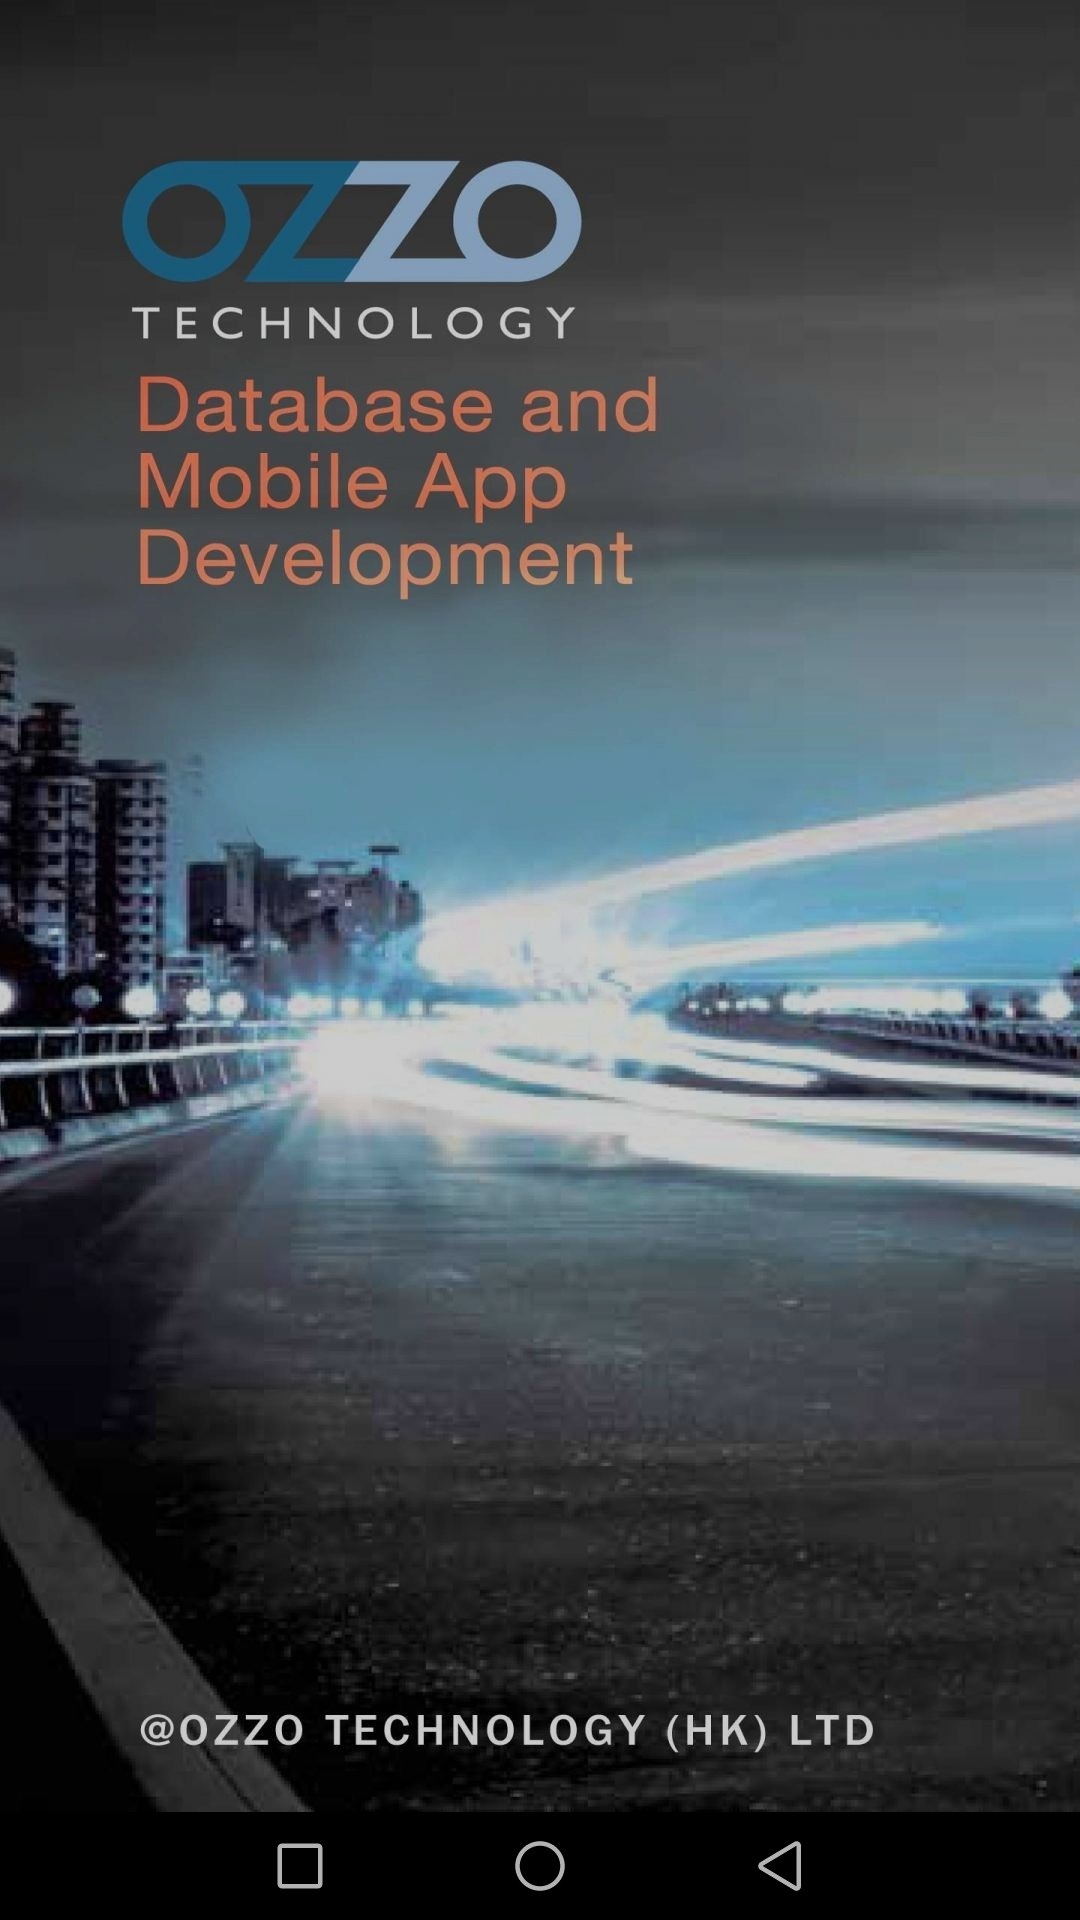 OZZO
TECHNOLOGY
Database and
Mobile App
Development
@OZZO TECHNOLOGY (HK) LTD